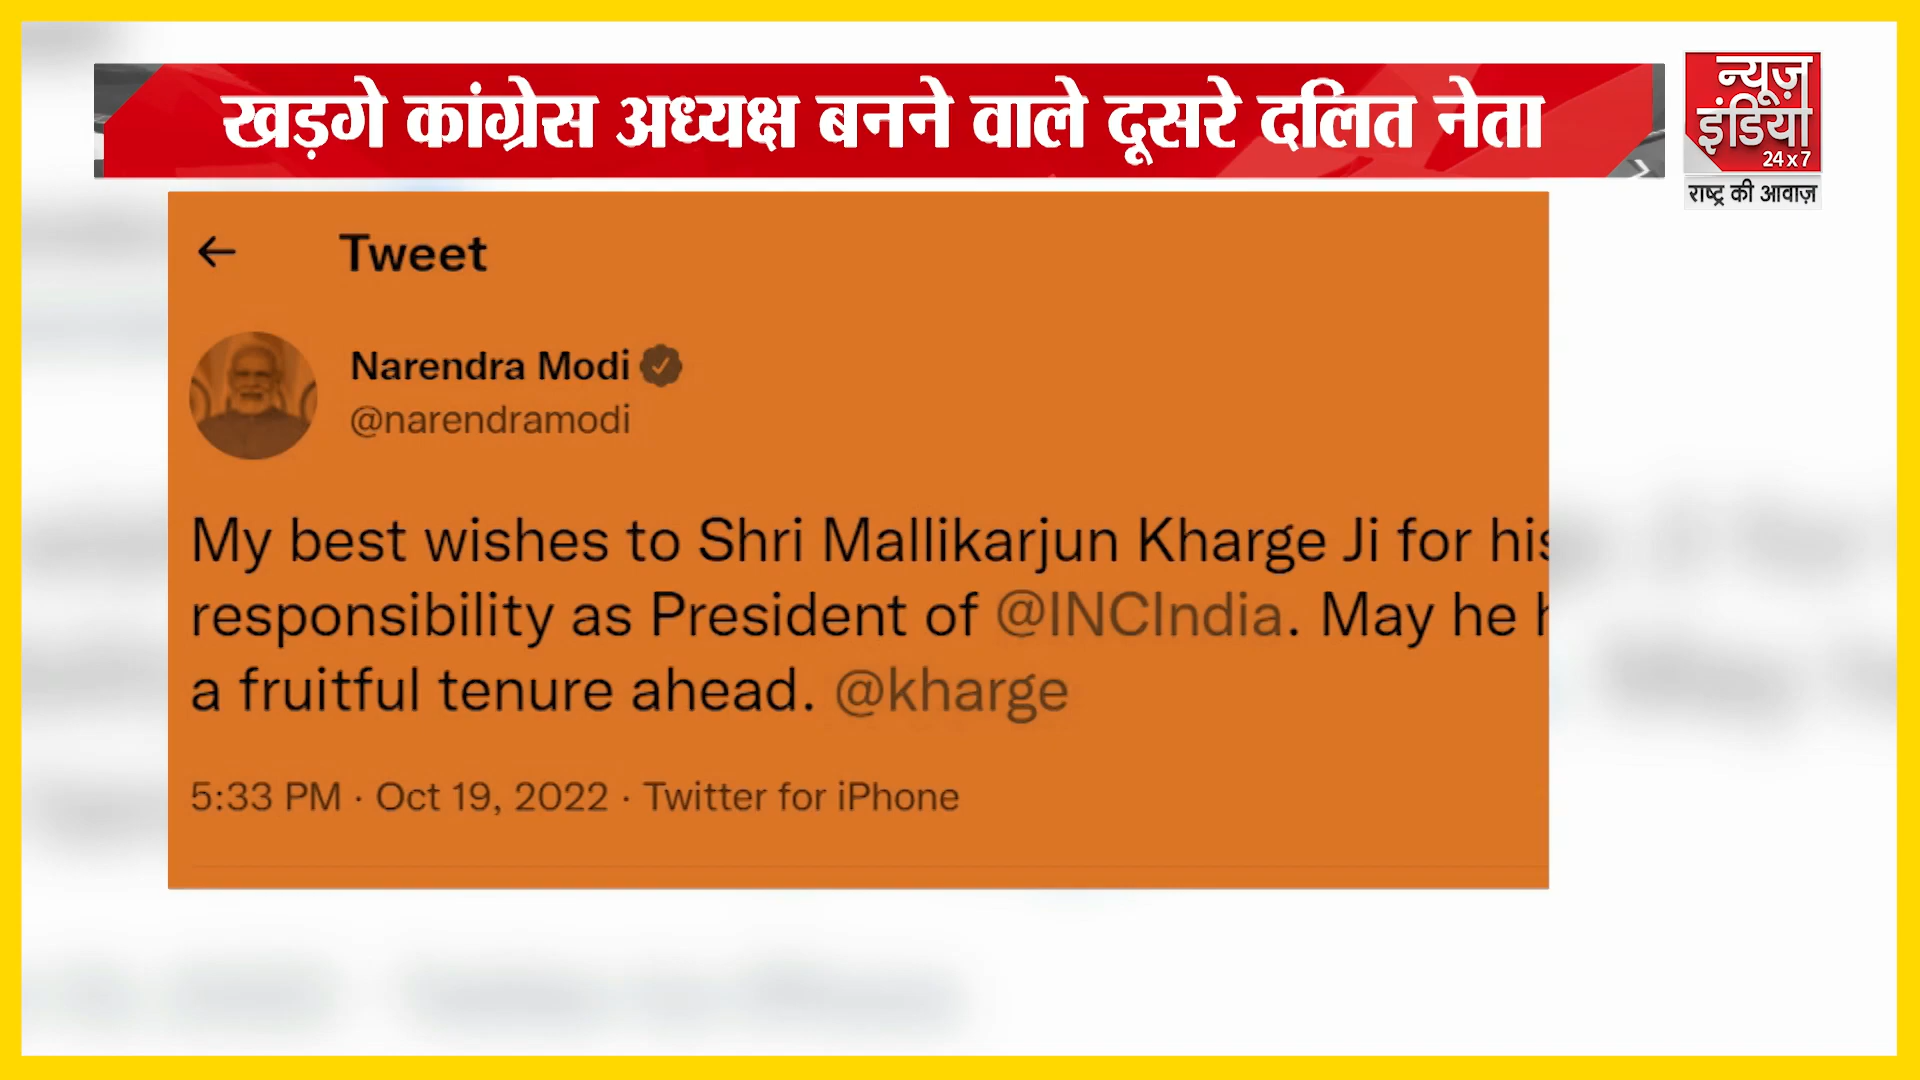 खड़गे कांग्रेस अध्यक्ष बनने वाले दूसरे दलित नेता
न्यूज़
इंडिया
24x7
राष्ट्र की आवाज़
Tweet
Narendra Modi
@narendramodi
My best wishes to Shri Mallikarjun Kharge Ji for his
responsibility as President of @INCIndia. May he h
a fruitful tenure ahead. @kharge
5:33 PM · Oct 19, 2022 · Twitter for iPhone